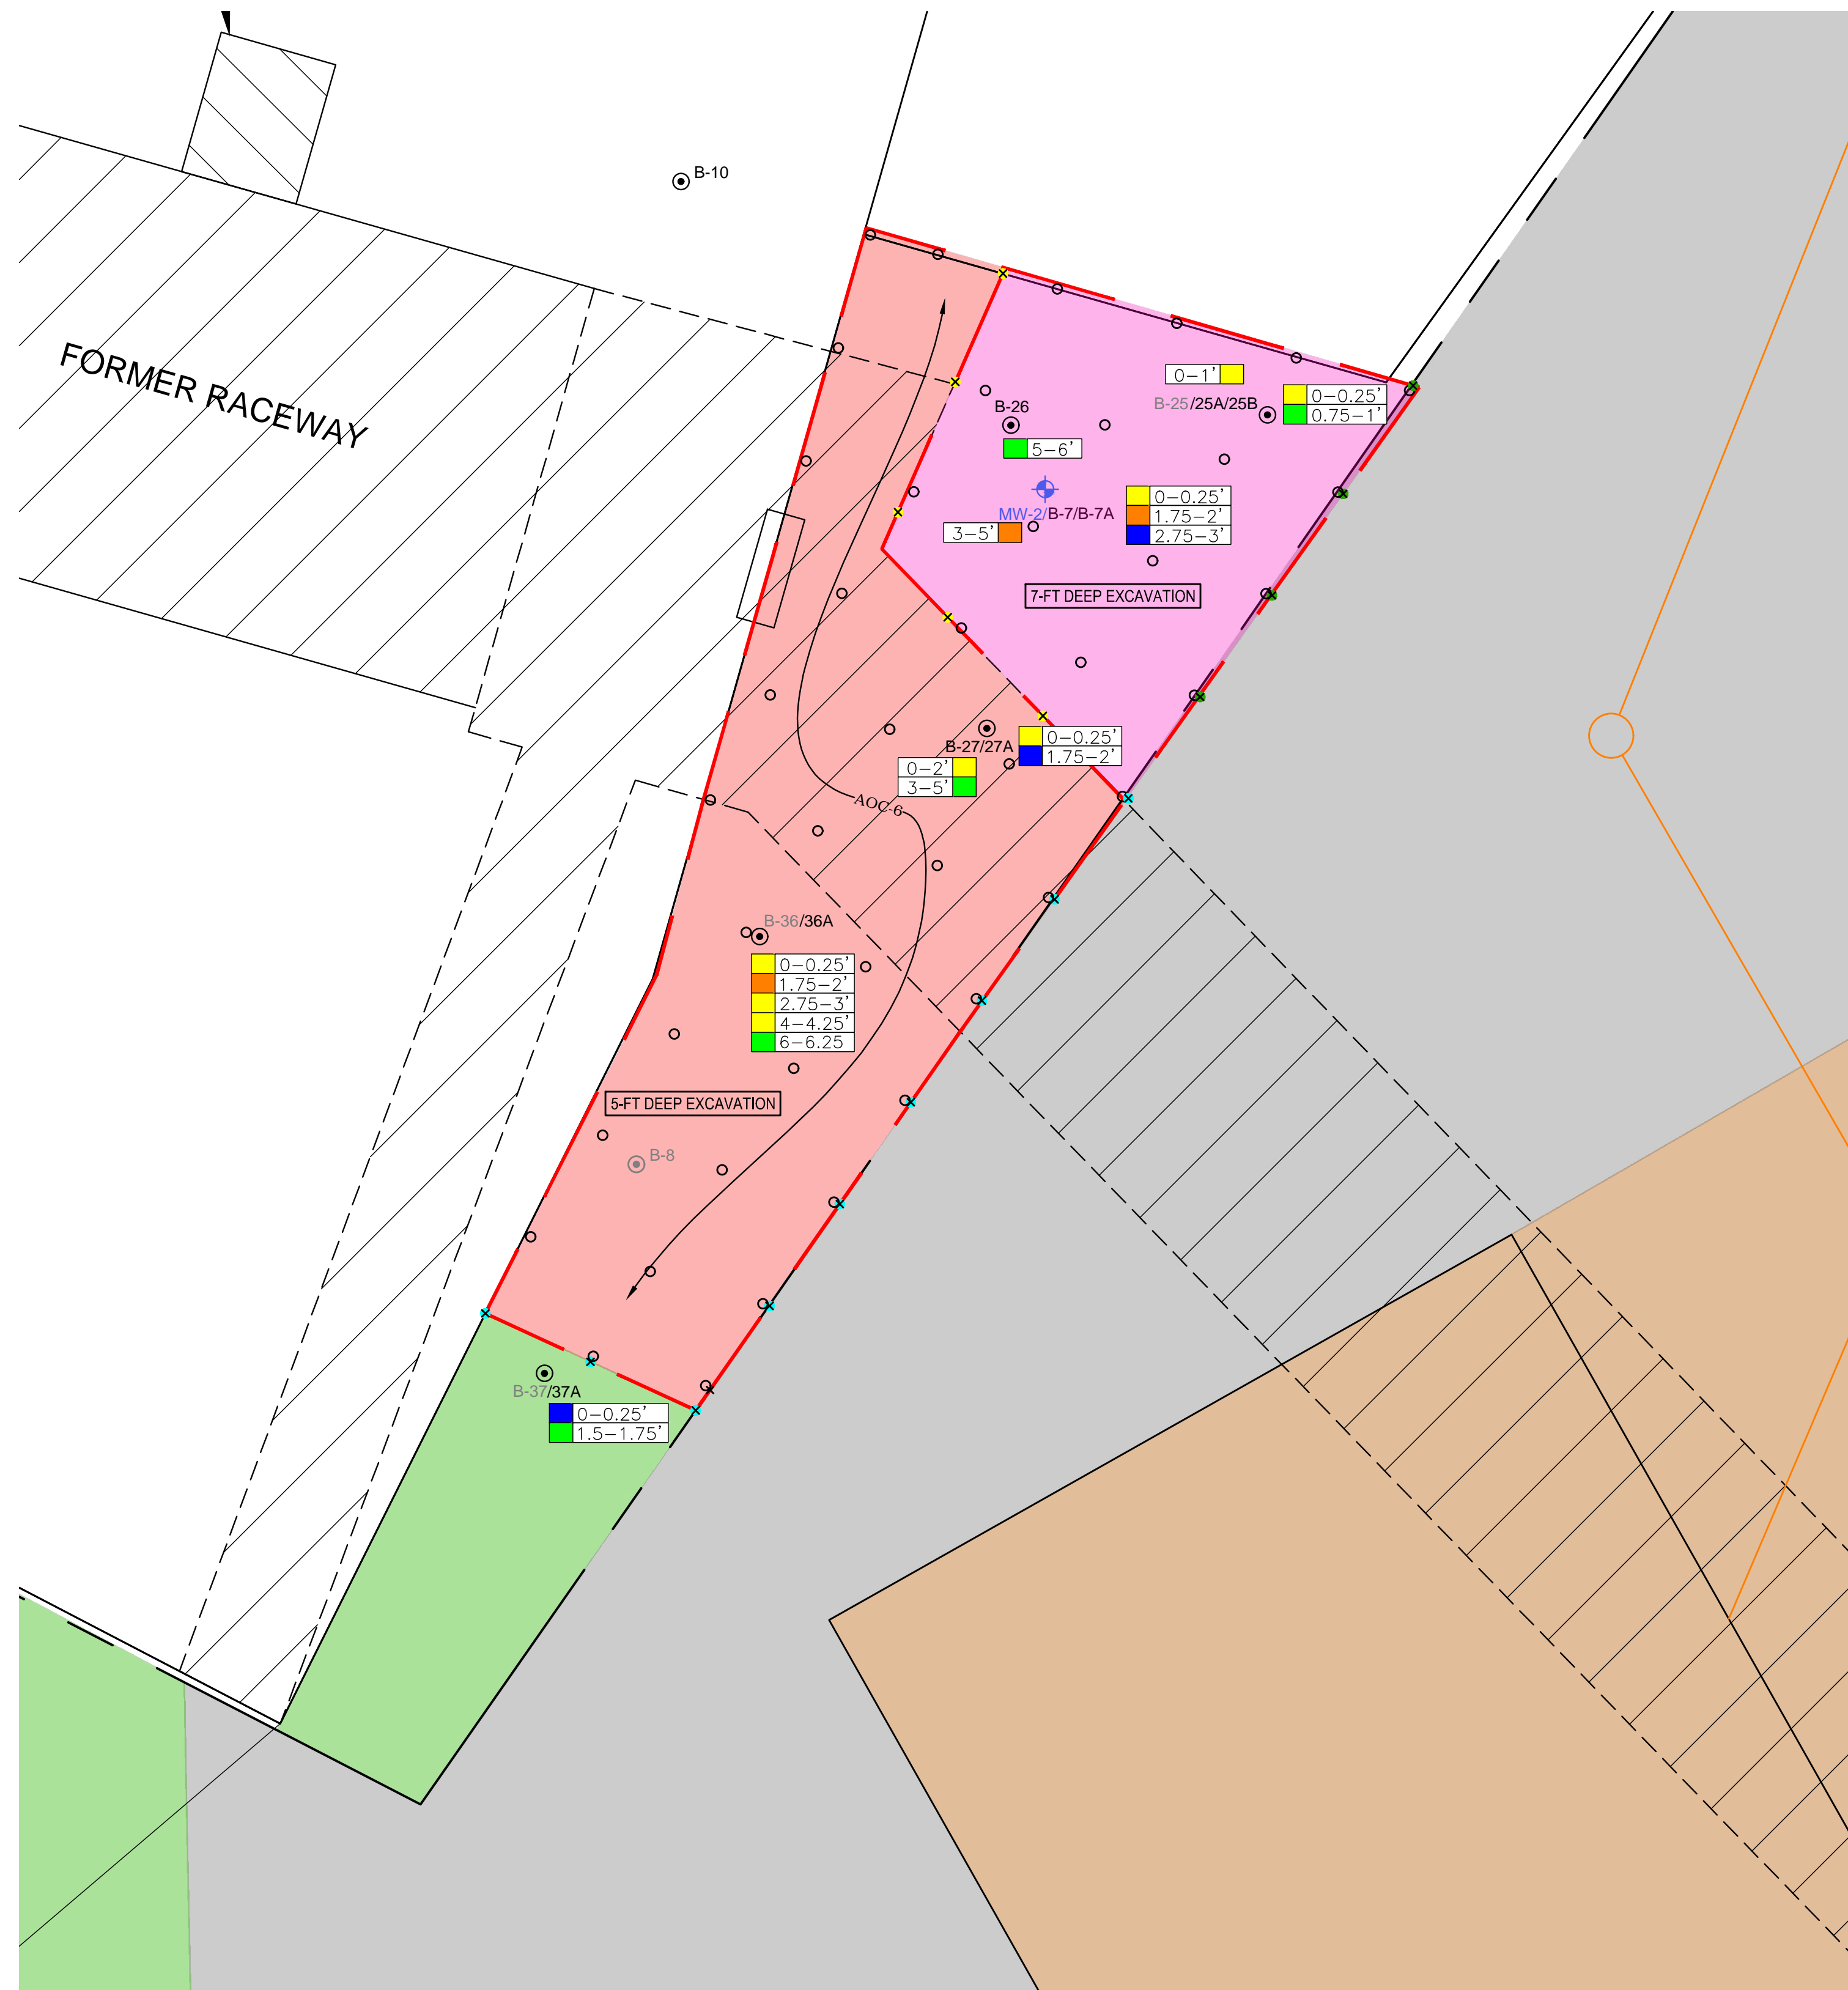 B-10
FORMER RACEWAY
0-1'
B-25/25A/25B
0-0.25'
0.75-1'
B-26
5-6'
MW-2/B-7/B-7A
3-5'
0-0.25'
1.75-2'
2.75-3'
7-FT DEEP EXCAVATION
B-27/27A
0-0.25'
1.75-2'
0-2'
3-5'
AOC-6
B-36/36A
0-0.25'
1.75-2'
2.75-3'
4-4.25'
6-6.25
5-FT DEEP EXCAVATION
B-8
B-37/37A
0-0.25'
1.5-1.75'